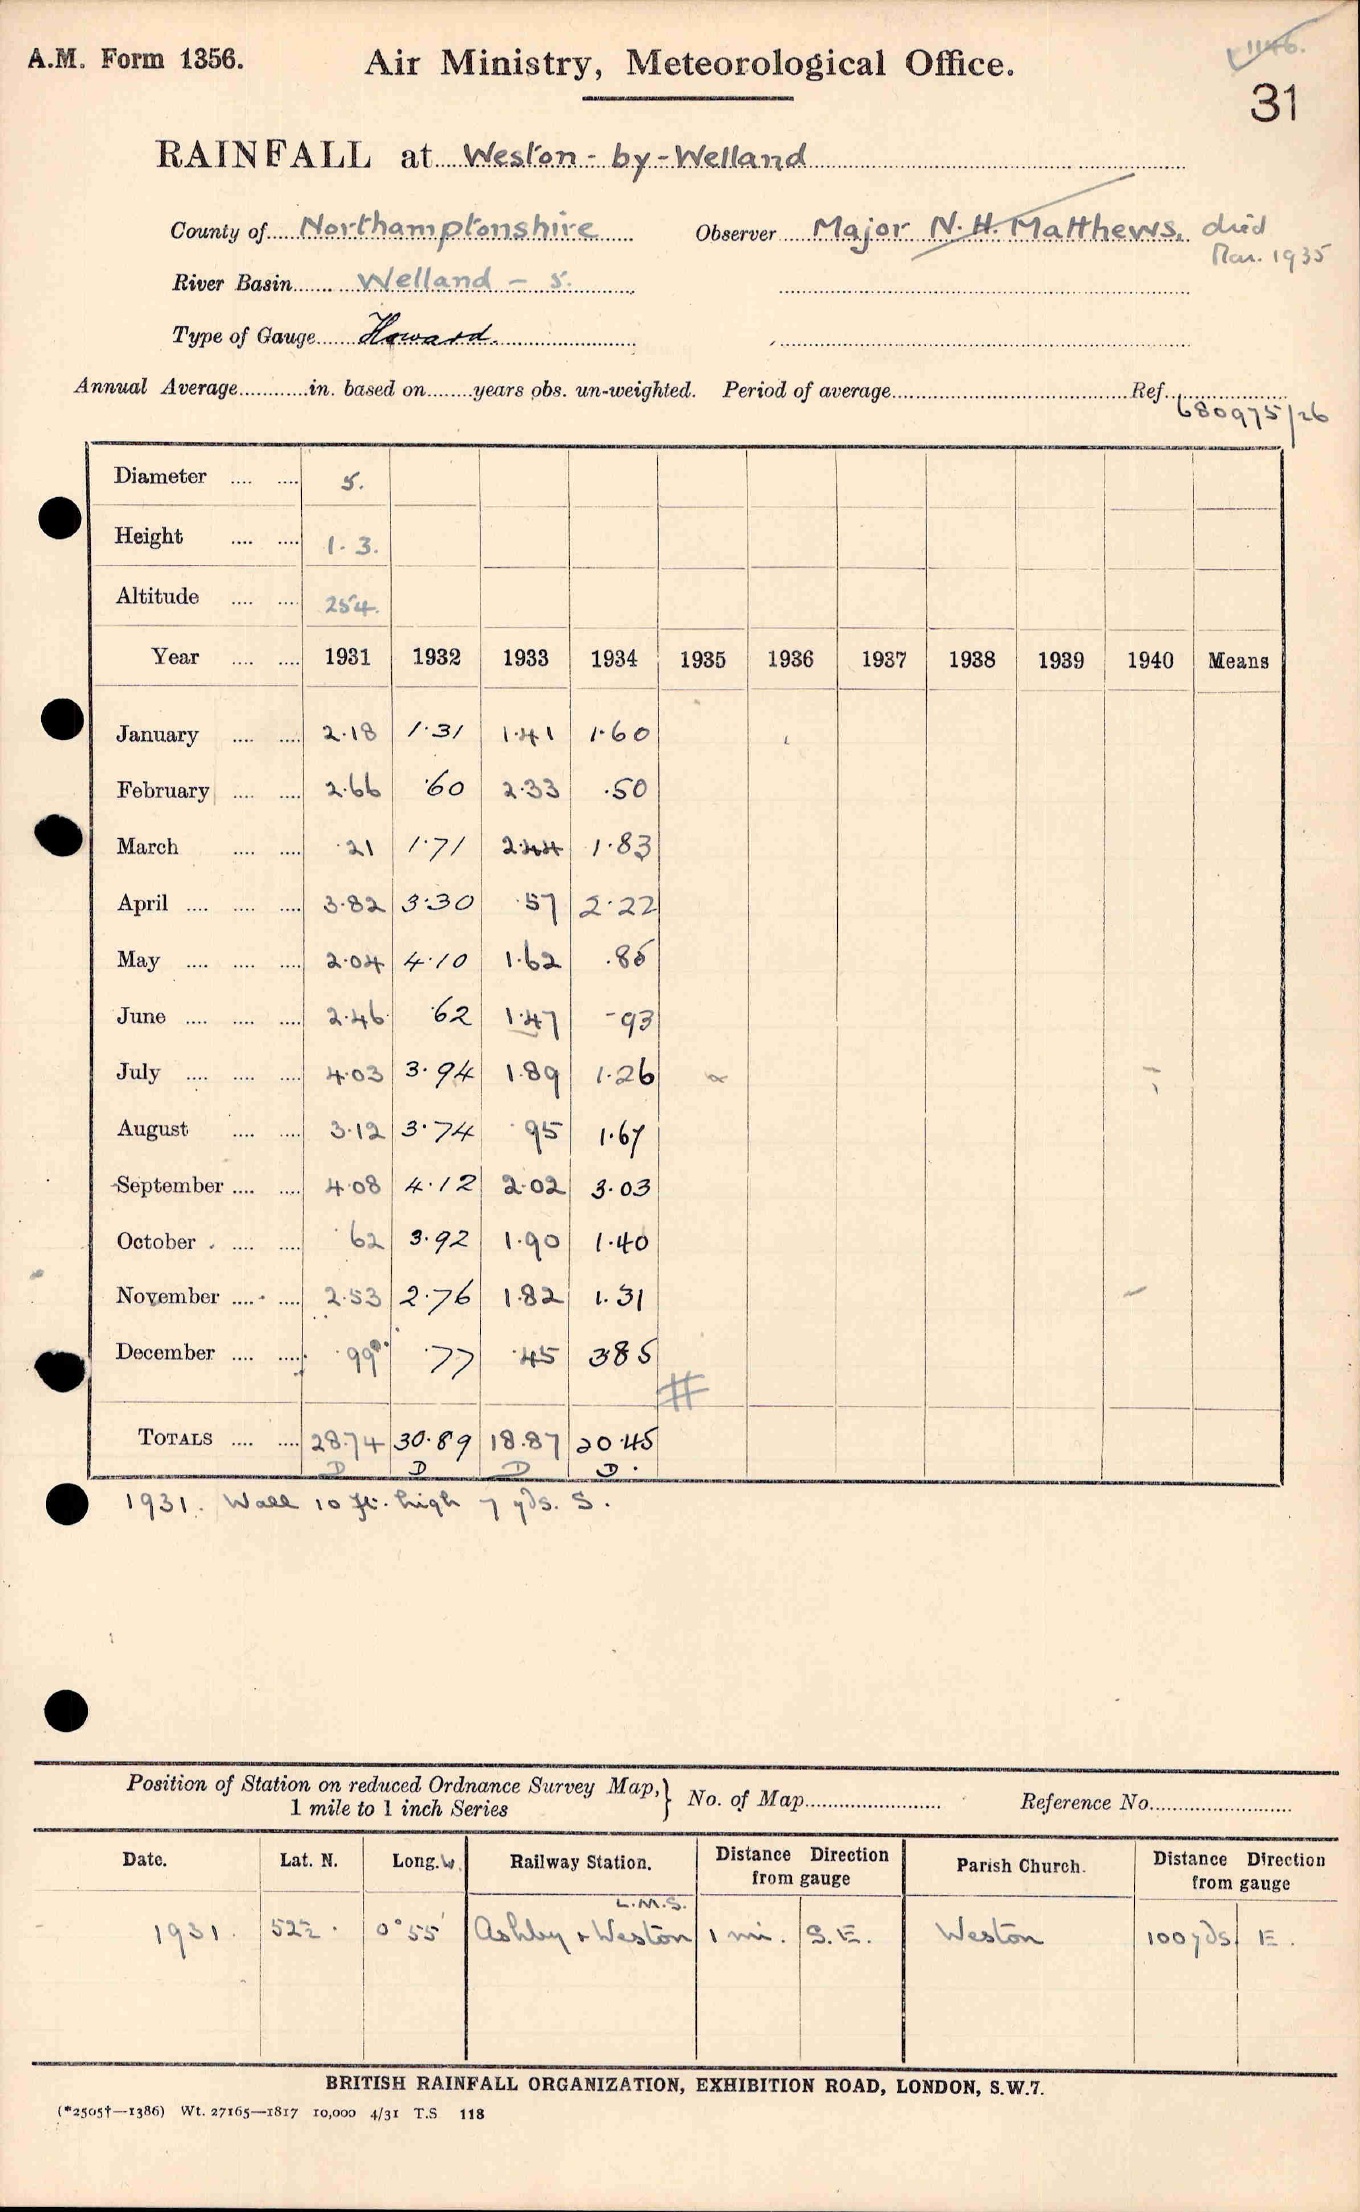 A.M. Form 1356.
Air Ministry, Meteorological Office.
1146.
31
RAINFALL at Weston-by-Welland
County of Northamptonshire Observer Major N. H. Matthews, died
Mar. 1935
River Basin Welland - 5.
Type of Gauge Howard.
Annual Average............in. based on........years obs. un-weighted. Period of average.............Ref.
680975/26
Diameter .... .... 5.
Height .... .... 1.3.
Altitude .... .... 254.
Year .... .... 1931 1932 1933 1934 1935 1936 1937 1938 1939 1940 Means
January .... .... 2.18 1.31 1.41 1.60
February .... .... 2.66 .60 2.33 .50
March .... .... .21 1.71 2.44 1.83
April .... .... .... 3.82 3.30 .57 2.22
May .... .... .... 2.04 4.10 1.62 .85
June .... .... .... 2.46 .62 1.47 .93
July .... .... .... 4.03 3.94 1.89 1.26
August .... .... 3.12 3.74 .95 1.67
September .... .... 4.08 4.12 2.02 3.03
October .... .... .62 3.92 1.90 1.40
November .... .... 2.53 2.76 1.82 1.31
December .... .... .99 .77 .45 3 85
TOTALS .... .... 28.74 30.89 18.87 20.45
D D D D.
1931. Wall 10 ft. high 7 yds. S.
Position of Station on reduced Ordnance Survey Map,} No. of Map........ Reference No........
1 mile to 1 inch Series
Date. Lat. N. Long. W. Railway Station. Distance Direction from gauge Parish Church. Distance Direction from gauge
L.M.S.
1931. 52½. 0°55' Ashby & Weston 1 mi. S.E. Weston 100 yds E.
BRITISH RAINFALL ORGANIZATION, EXHIBITION ROAD, LONDON, S.W.7.
(*2505†—1386) Wt. 27165—1817 10,000 4/31 T.S 118